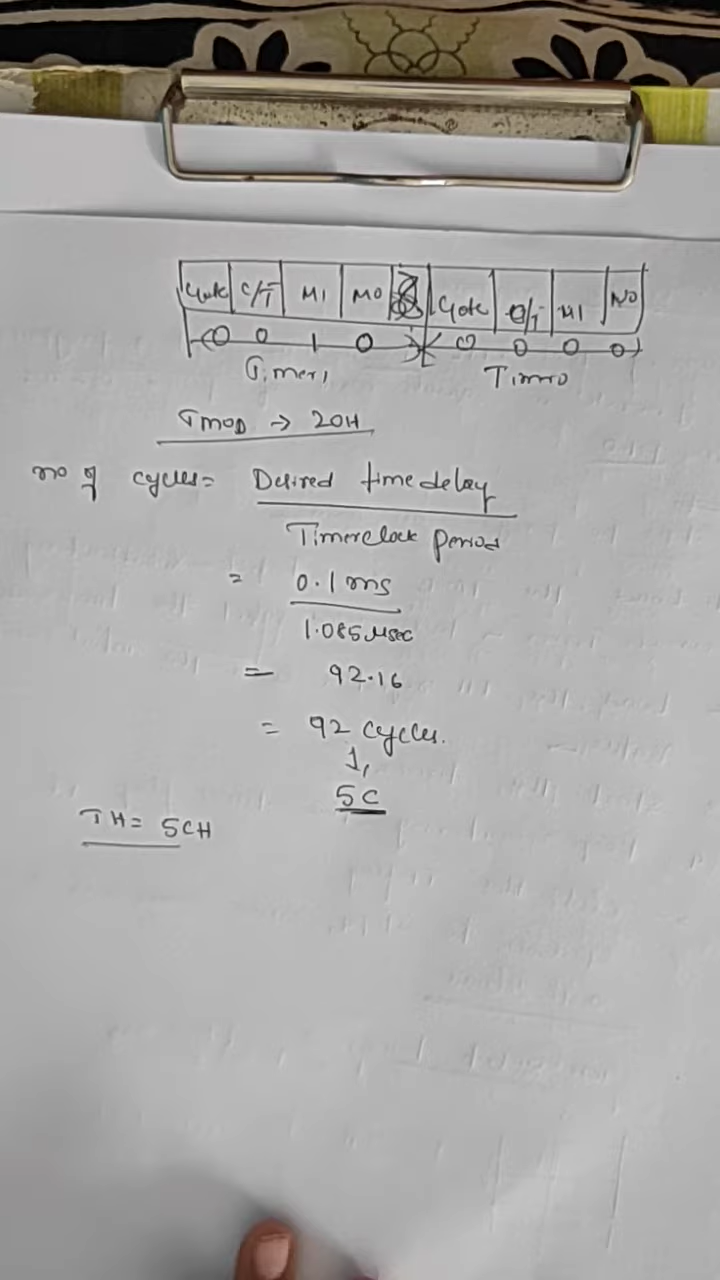 Gate C/T M1 M0 Gate C/T M1 M0
0 0 1 0 0 0 0 0
Timer1 Timer0
TMOD → 20H
no of cycles = Desired time delay
Timer clock period
= 0.1 ms
1.085 μsec
= 92.16
= 92 cycles.
↓
5C
TH = 5CH